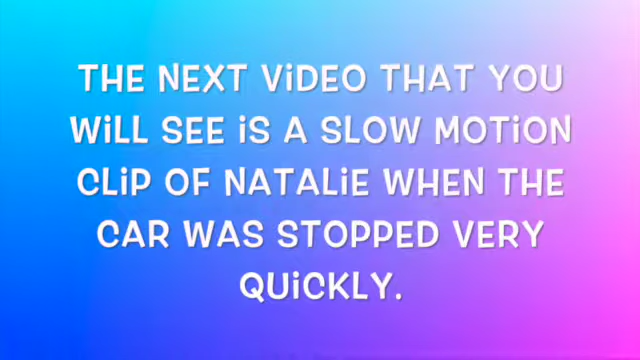 THE NEXT ViDEO THAT YOU
WiLL SEE iS A SLOW MOTiON
CLiP OF NATALiE WHEN THE
CAR WAS STOPPED VERY
QUiCKLY.